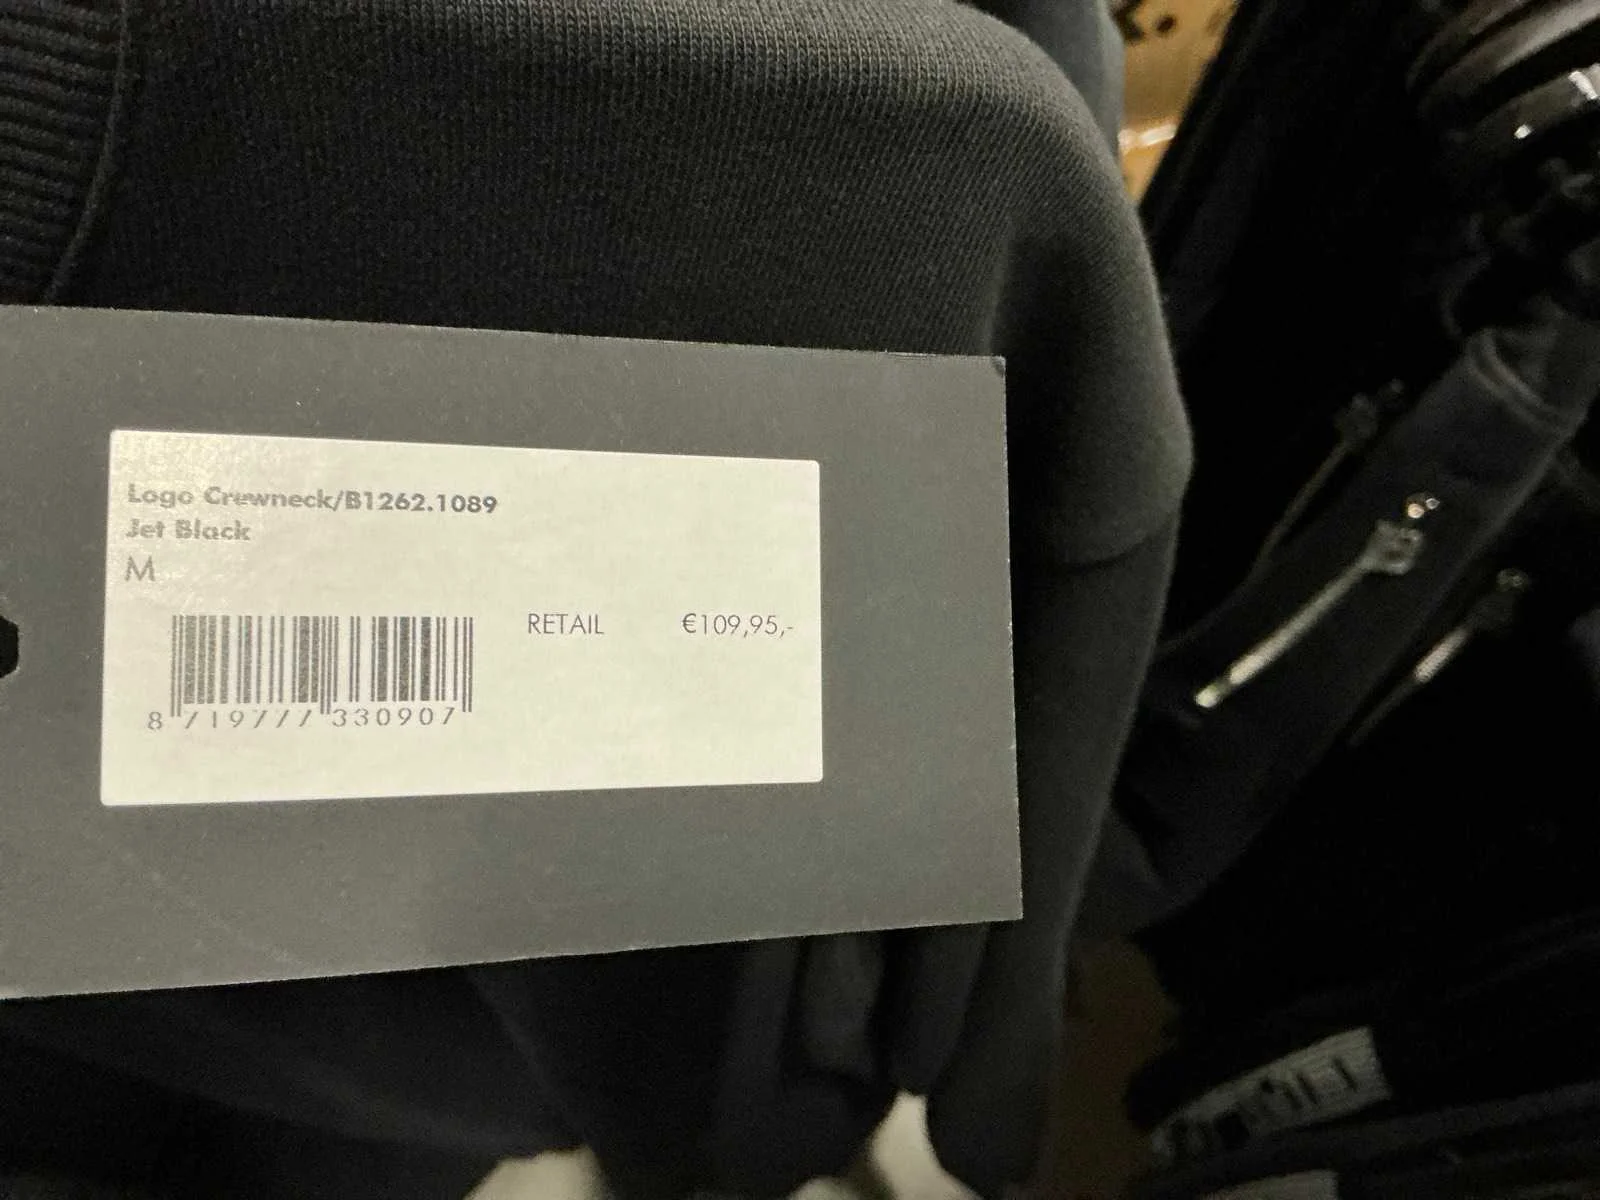 Logo Crewneck/B1262.1089
Jet Black
M
RETAIL €109,95,-
8 719777 330907